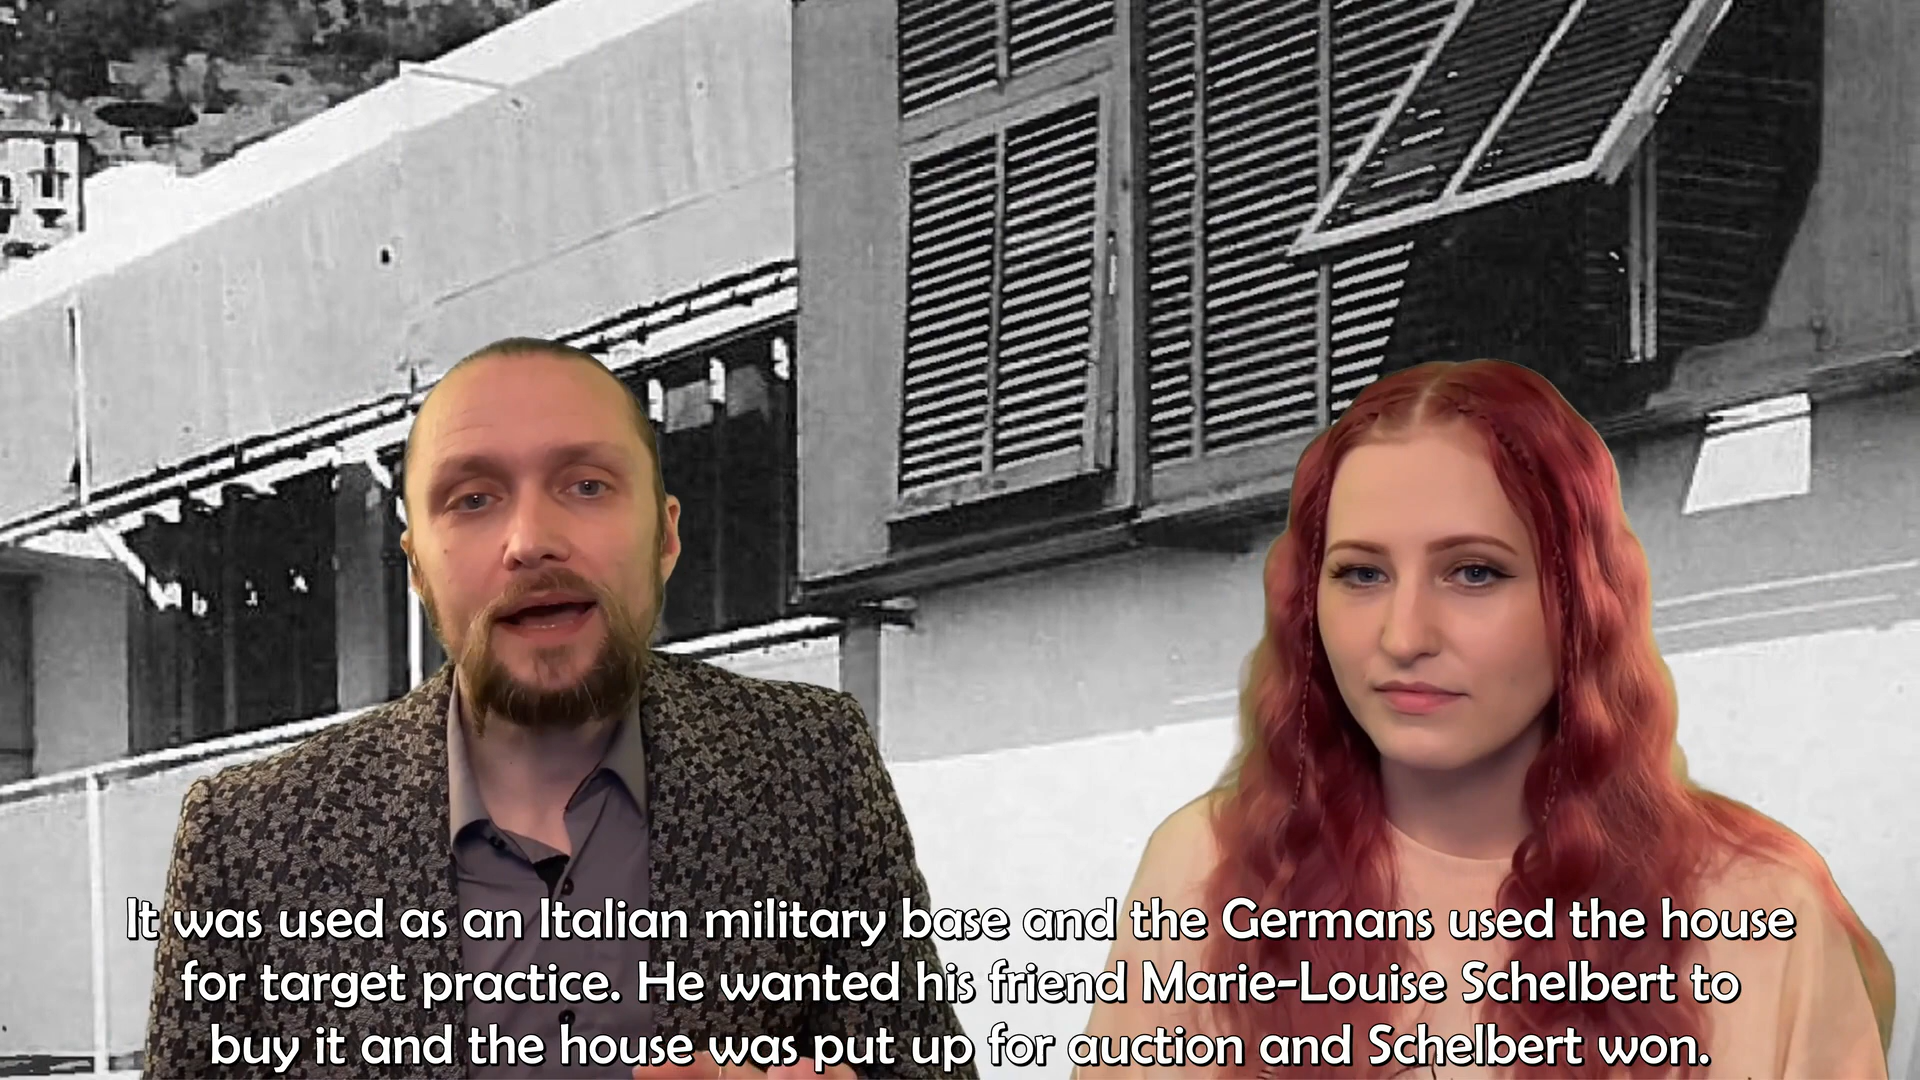 It was used as an Italian military base and the Germans used the house
for target practice. He wanted his friend Marie-Louise Schelbert to
buy it and the house was put up for auction and Schelbert won.